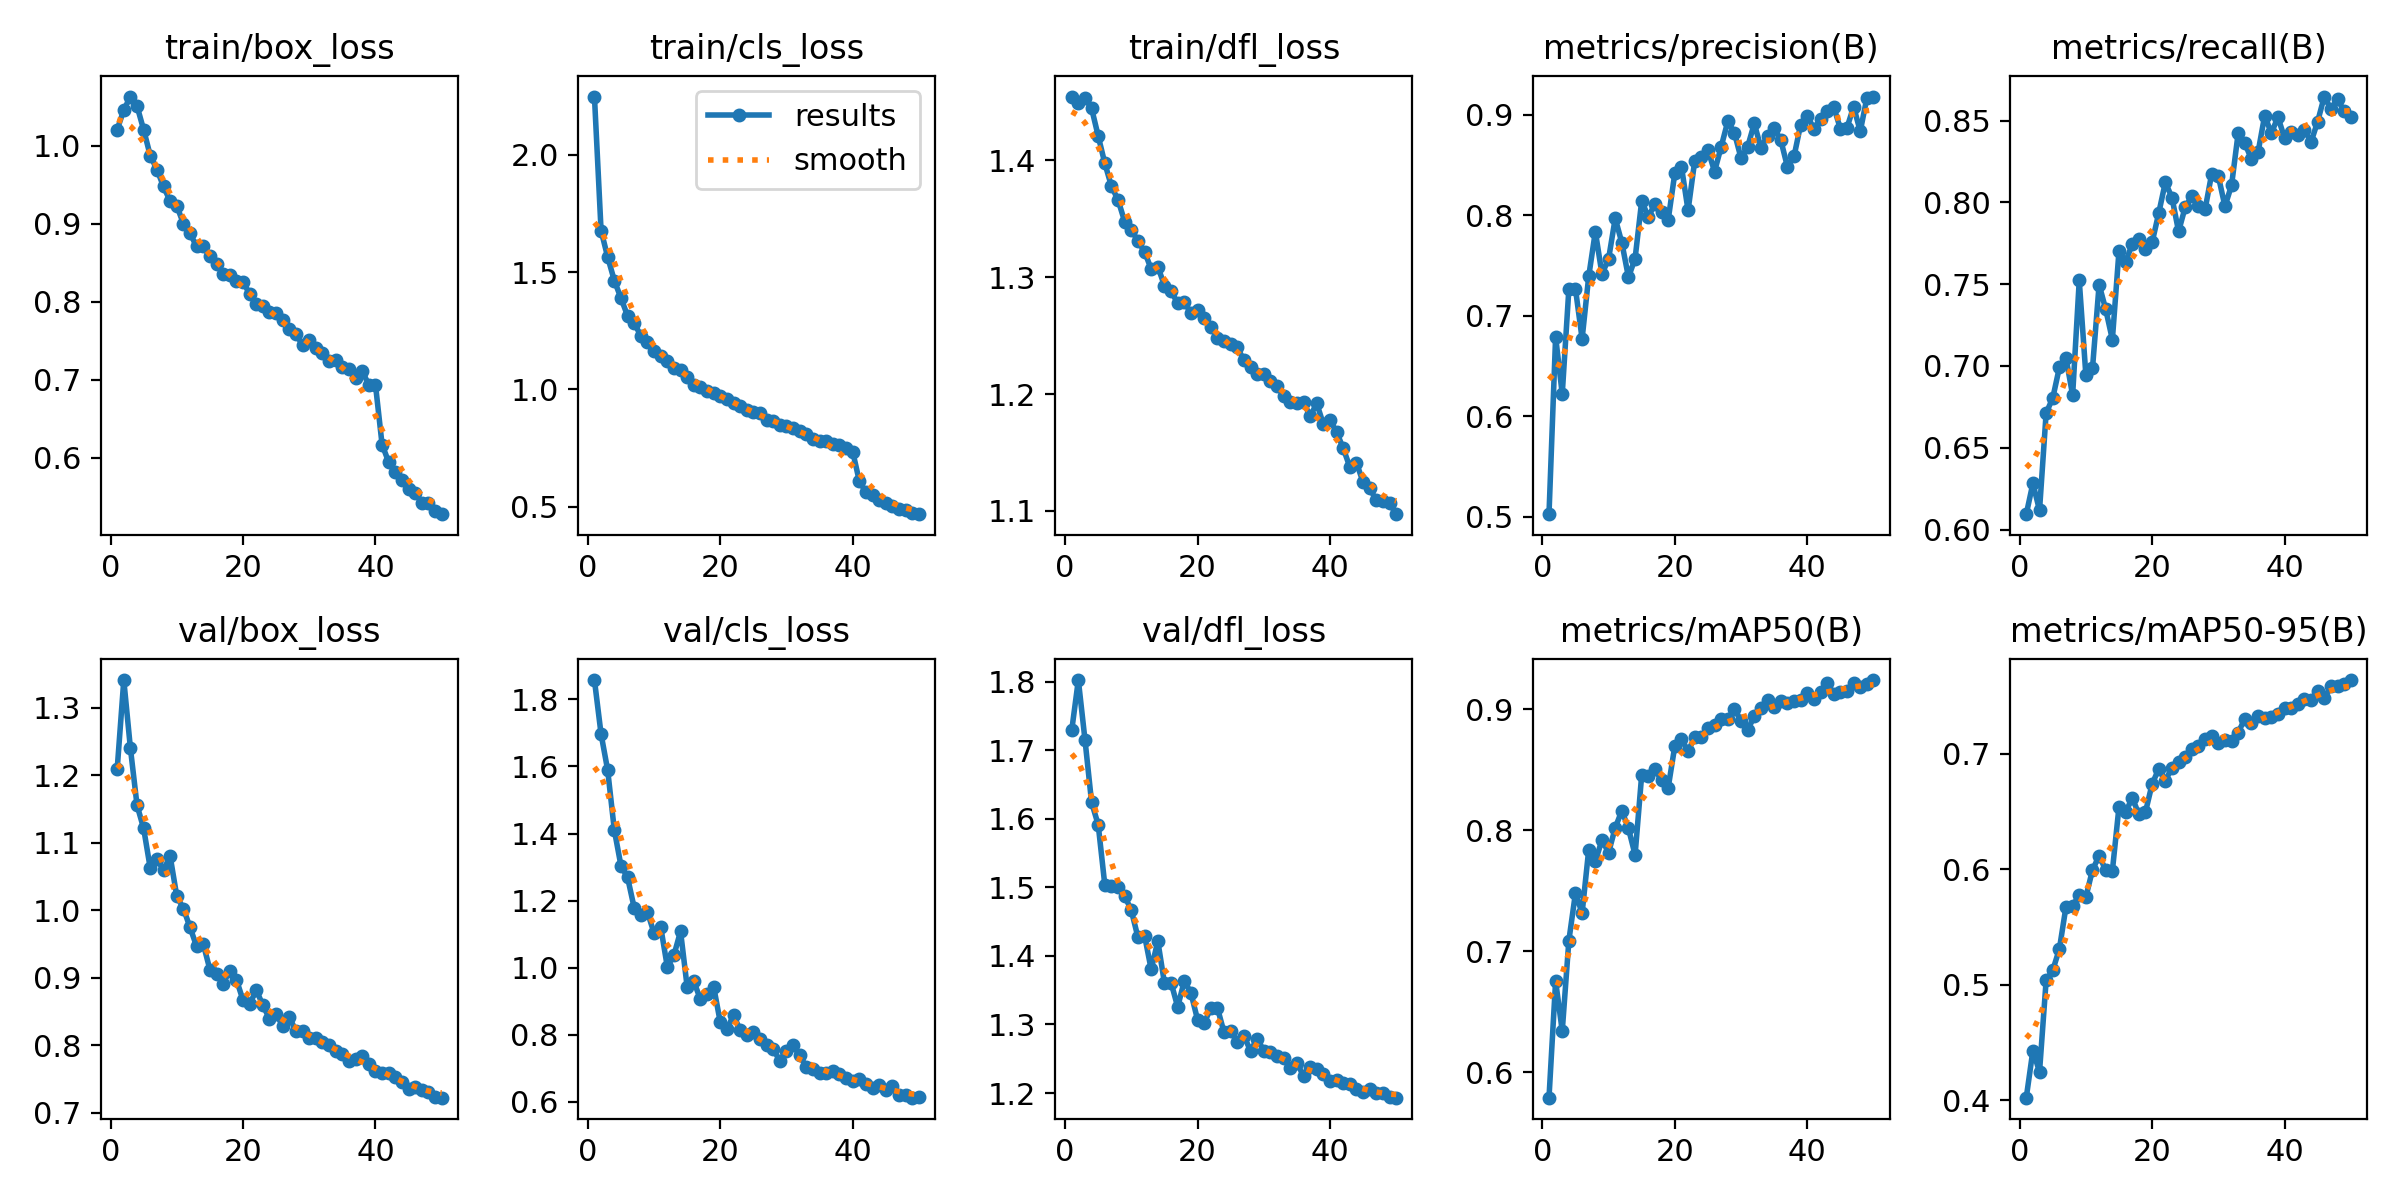 train/box_loss
train/cls_loss
train/dfl_loss
metrics/precision(B)
metrics/recall(B)
1.0
0.9
0.8
0.7
0.6
0 20 40
2.0
1.5
1.0
0.5
0 20 40
results
smooth
1.4
1.3
1.2
1.1
0 20 40
0.9
0.8
0.7
0.6
0.5
0 20 40
0.85
0.80
0.75
0.70
0.65
0.60
0 20 40
val/box_loss
val/cls_loss
val/dfl_loss
metrics/mAP50(B)
metrics/mAP50-95(B)
1.3
1.2
1.1
1.0
0.9
0.8
0.7
0 20 40
1.8
1.6
1.4
1.2
1.0
0.8
0.6
0 20 40
1.8
1.7
1.6
1.5
1.4
1.3
1.2
0 20 40
0.9
0.8
0.7
0.6
0 20 40
0.7
0.6
0.5
0.4
0 20 40